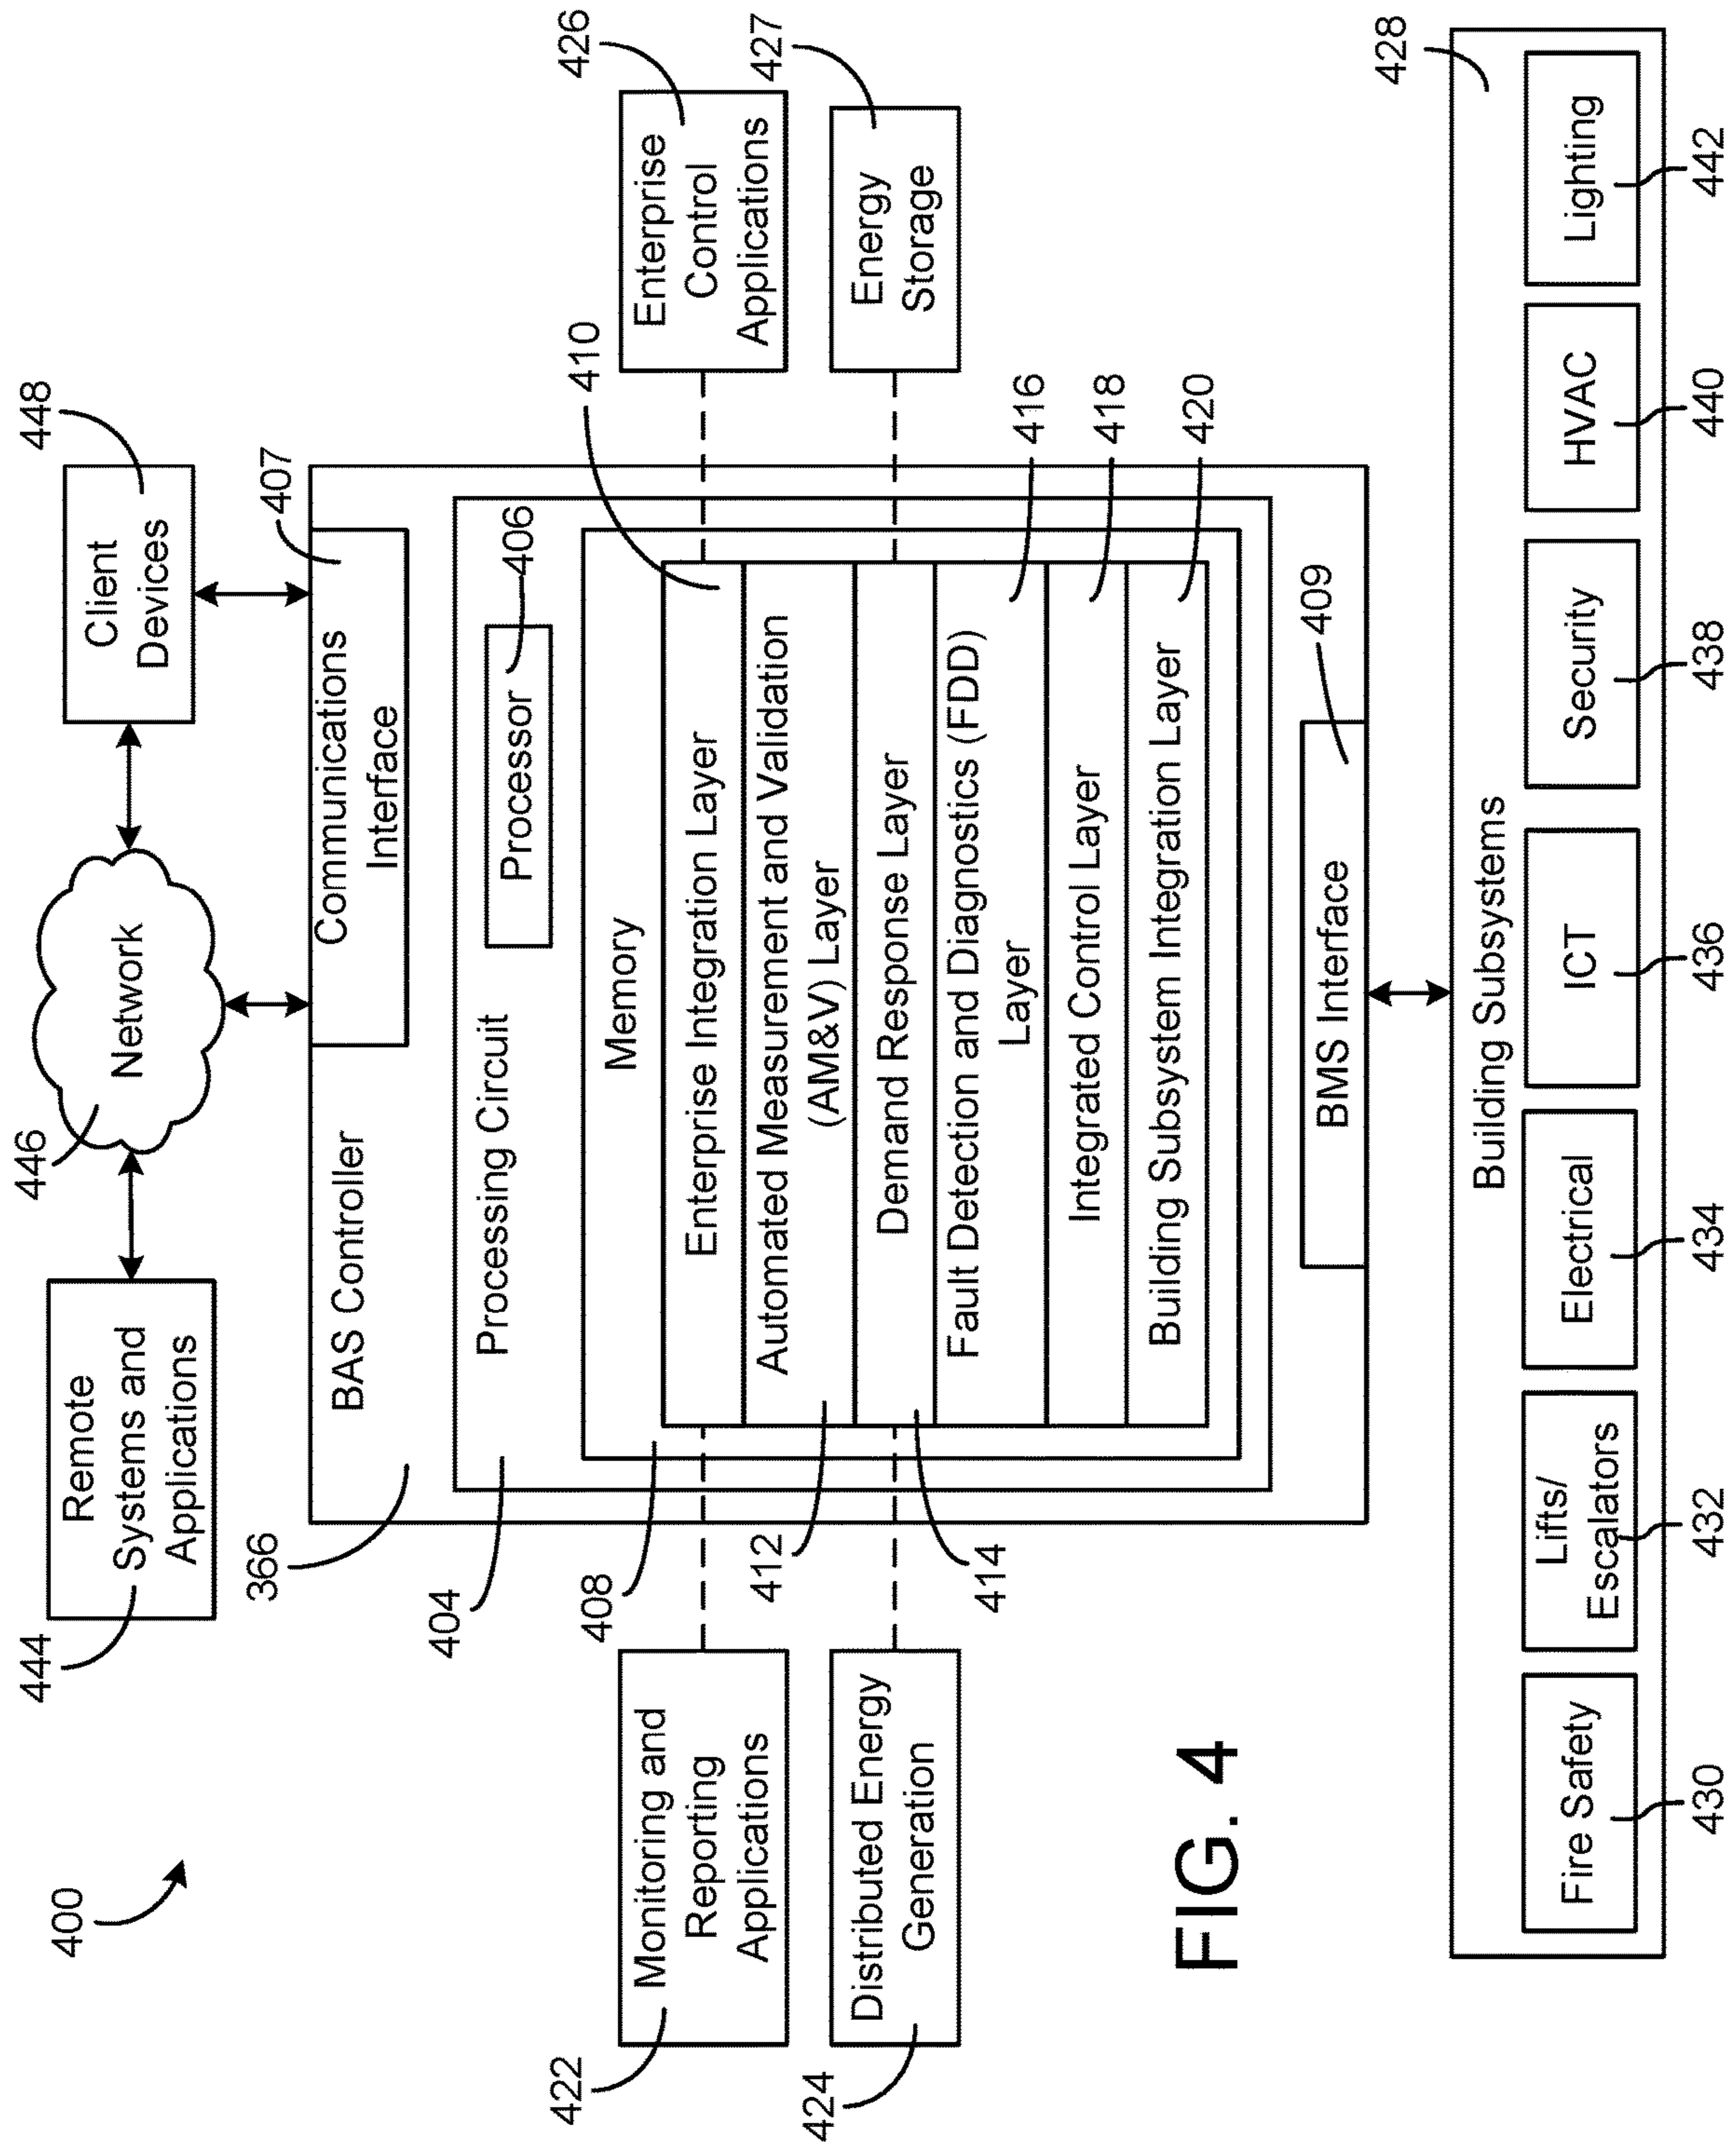 400
444
Remote
Systems and
Applications
446
Network
448
Client
Devices
366
BAS Controller
407
Communications
Interface
404
Processing Circuit
406
Processor
408
Memory
410
Enterprise Integration Layer
412
Automated Measurement and Validation
(AM&V) Layer
414
Demand Response Layer
416
Fault Detection and Diagnostics (FDD)
Layer
418
Integrated Control Layer
420
Building Subsystem Integration Layer
409
BMS Interface
422
Monitoring and
Reporting
Applications
424
Distributed Energy
Generation
426
Enterprise
Control
Applications
427
Energy
Storage
428
Building Subsystems
Fire Safety
Lifts/
Escalators
Electrical
ICT
Security
HVAC
Lighting
430
432
434
436
438
440
442
FIG. 4